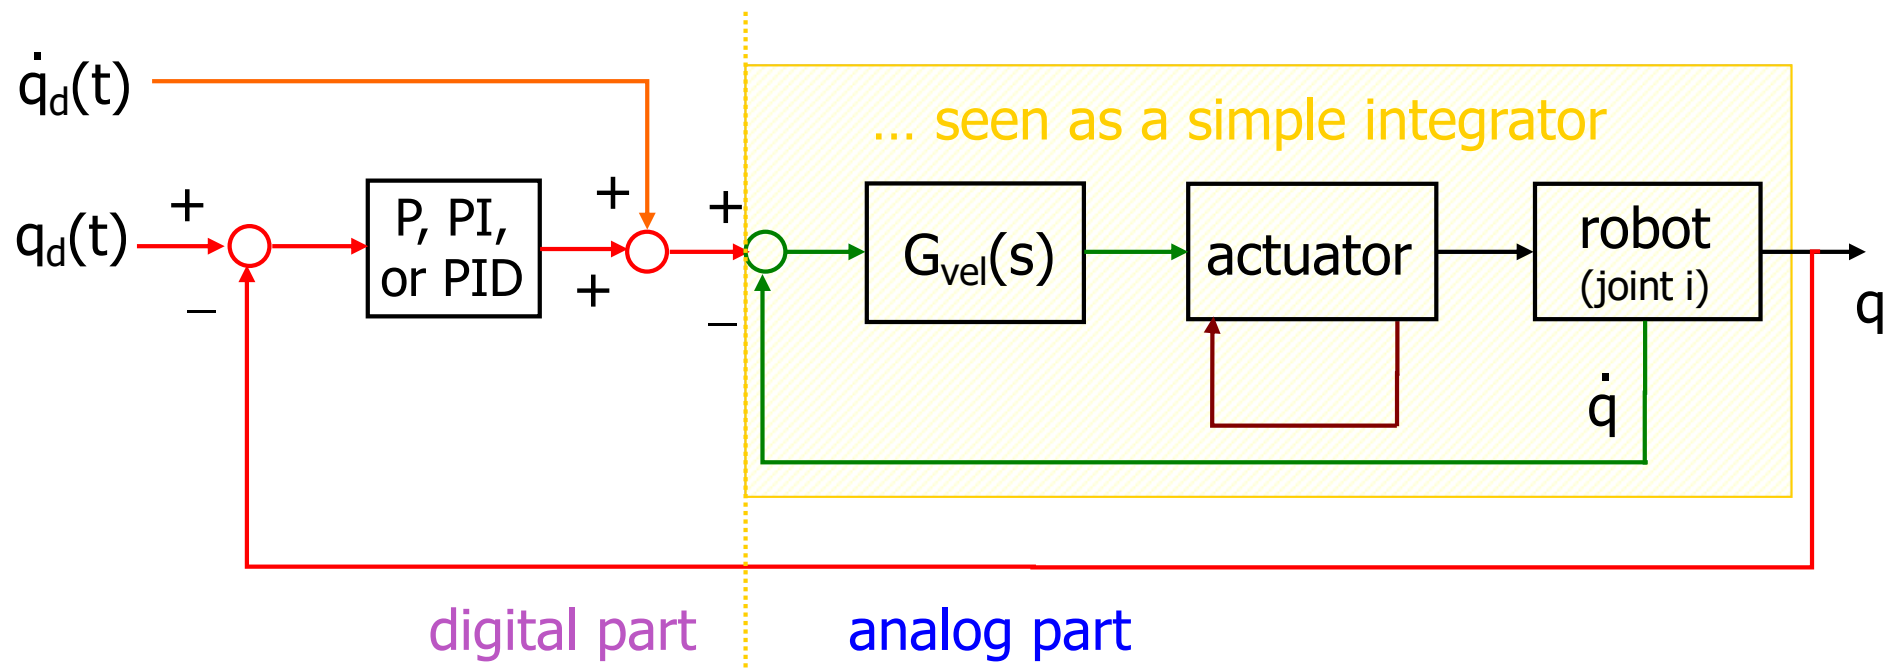 q̇d(t)
... seen as a simple integrator
qd(t)
+
−
P, PI,
or PID
+
+
+
−
Gvel(s)
actuator
robot
(joint i)
q
q̇
digital part
analog part